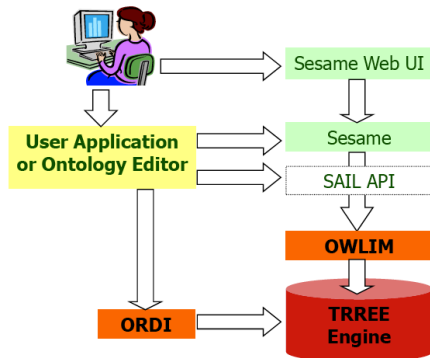 Sesame Web UI
User Application
or Ontology Editor
Sesame
SAIL API
OWLIM
ORDI
TRREE
Engine